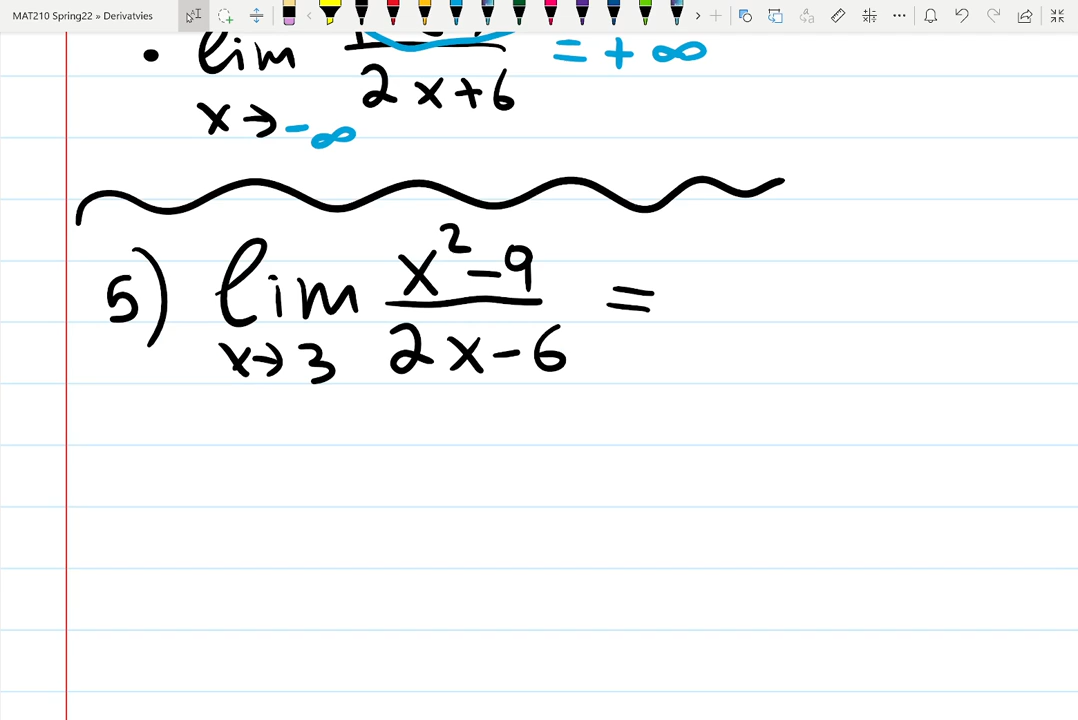 MAT210 Spring22 » Derivatvies
• lim = + ∞
2x+6
x→-∞
5) lim x²-9 =
x→3 2x-6